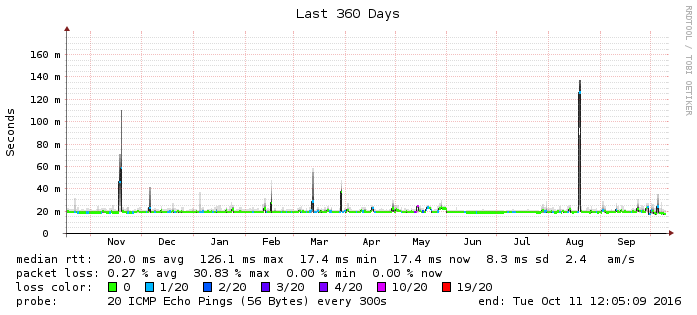 Last 360 Days
RRDTOOL / TOBI OETIKER
Seconds
160 m
140 m
120 m
100 m
80 m
60 m
40 m
20 m
0
Nov Dec Jan Feb Mar Apr May Jun Jul Aug Sep
median rtt: 20.0 ms avg 126.1 ms max 17.4 ms min 17.4 ms now 8.3 ms sd 2.4 am/s
packet loss: 0.27 % avg 30.83 % max 0.00 % min 0.00 % now
loss color: 0 1/20 2/20 3/20 4/20 10/20 19/20
probe: 20 ICMP Echo Pings (56 Bytes) every 300s end: Tue Oct 11 12:05:09 2016